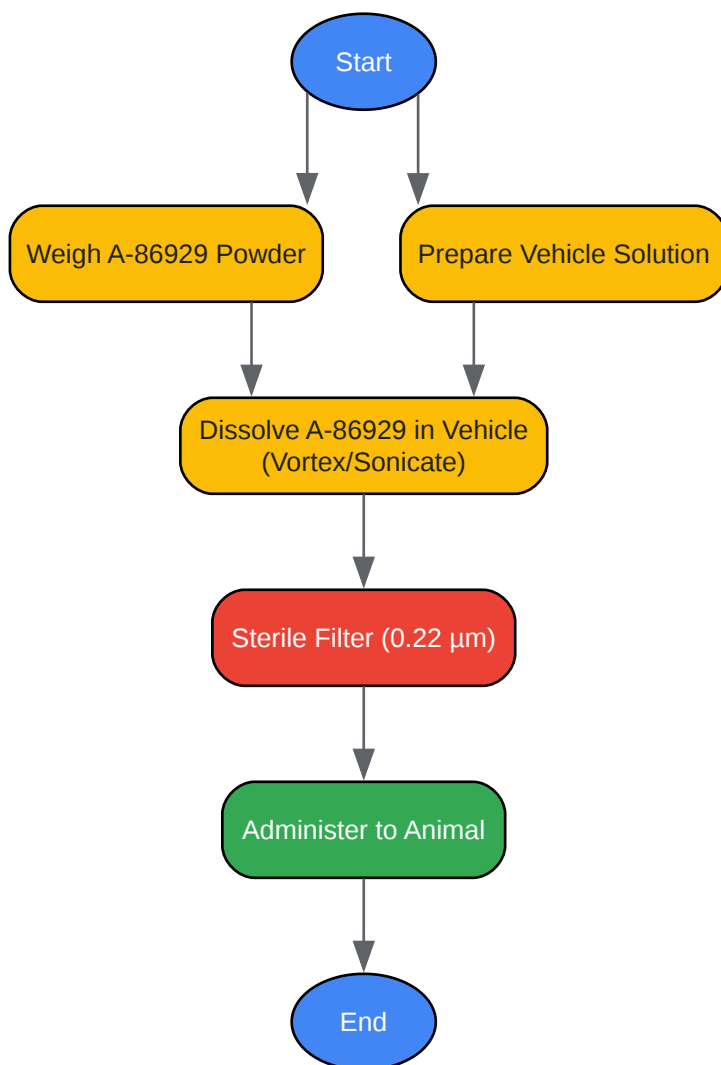 Start
Weigh A-86929 Powder
Prepare Vehicle Solution
Dissolve A-86929 in Vehicle
(Vortex/Sonicate)
Sterile Filter (0.22 µm)
Administer to Animal
End